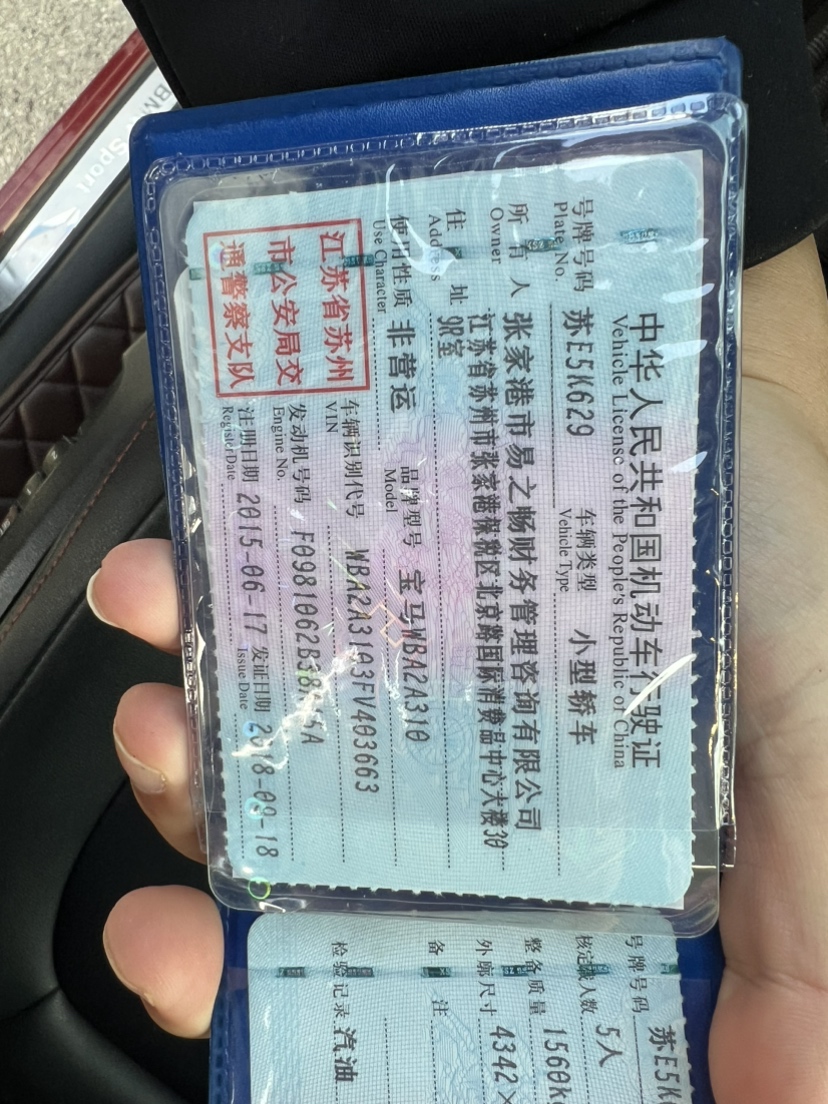 中华人民共和国机动车行驶证
Vehicle License of the People's Republic of China
号牌号码 苏E5K629 车辆类型 小型轿车
Plate No. Vehicle Type
所有人 张家港市易之畅财务管理咨询有限公司
Owner
住址 江苏省苏州市张家港保税区北京路国际消费品中心大楼30
Address 9R室
使用性质 非营运 品牌型号 宝马WBA2A310
Use Character Model
江苏省苏州
市公安局交
通警察支队
车辆识别代号 WBA2A3103FV403663
VIN
发动机号码
Engine No.
注册日期 2015-06-17 发证日期 2018-09-18
Register Date Issue Date
号牌号码 苏E5K
核定载人数 5人
整备质量 1560kg
外廓尺寸 4342×
备注
检验记录 汽油
BMW Sport